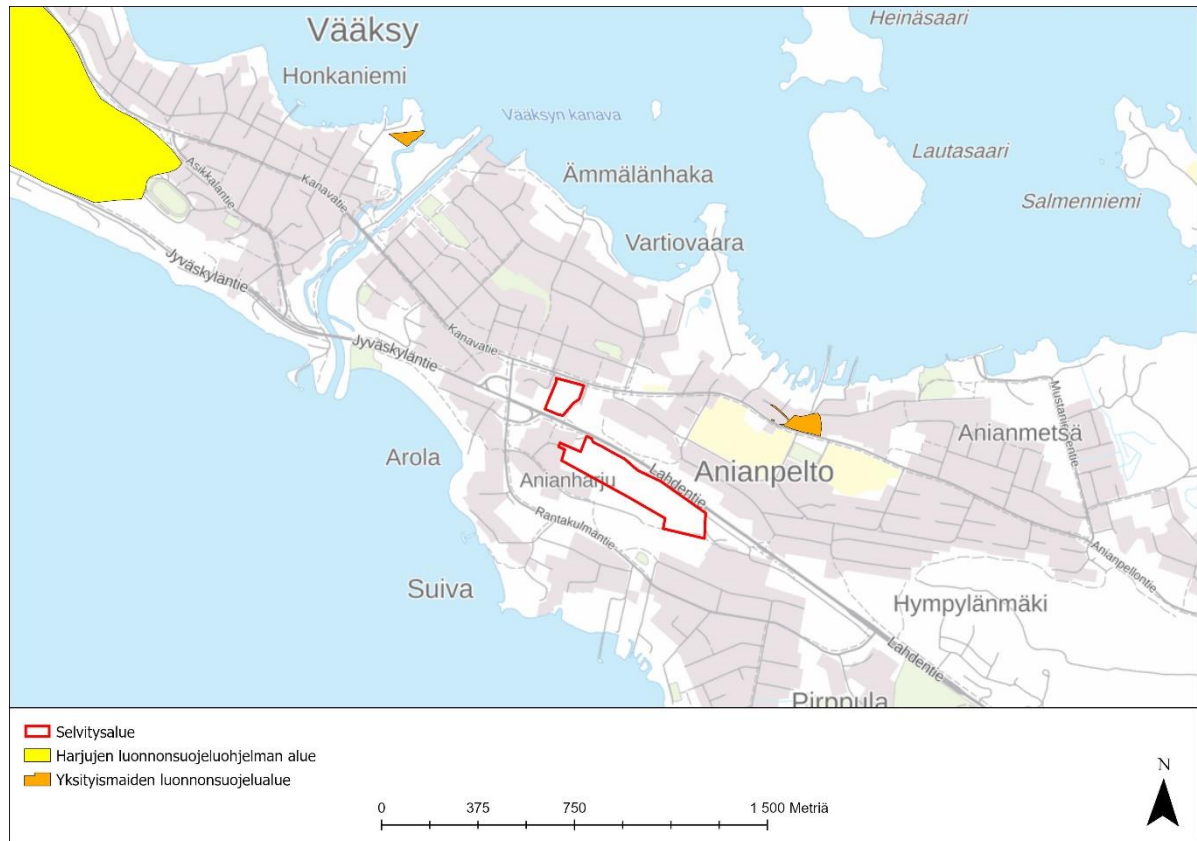 Heinäsaari
Vääksy
Honkaniemi
Vääksyn kanava
Lautasaari
Asikkalantie
Kanavatie
Ämmälänhaka
Salmenniemi
Vartiovaara
Jyväskyläntie
Kanavatie
Jyväskyläntie
Mustaniementie
Anianmetsä
Arola
Lahdentie
Anianpelto
Anianharju
Rantakulmantie
Anianpellontie
Suiva
Hympylänmäki
Lahdentie
Pirppula
Selvitysalue
Harjujen luonnonsuojeluohjelman alue
Yksityismaiden luonnonsuojelualue
0 375 750 1 500 Metriä
N